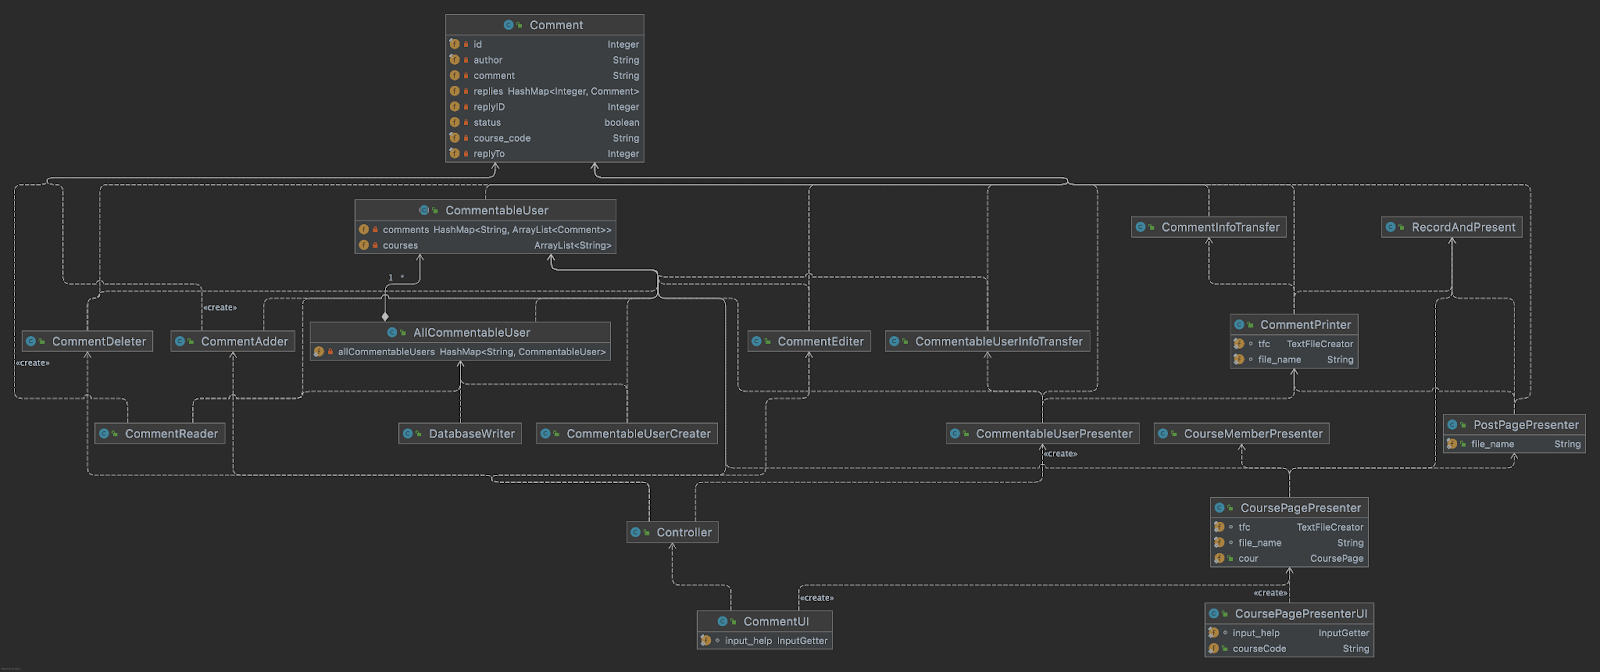 Comment
id Integer
author String
comment String
replies HashMap<Integer, Comment>
replyID Integer
status boolean
course_code String
replyTo Integer
CommentableUser
comments HashMap<String, ArrayList<Comment>>
courses ArrayList<String>
CommentInfoTransfer
RecordAndPresent
1 *
«create»
CommentDeleter
CommentAdder
AllCommentableUser
allCommentableUsers HashMap<String, CommentableUser>
CommentEditer
CommentableUserInfoTransfer
CommentPrinter
tfc TextFileCreator
file_name String
«create»
CommentReader
DatabaseWriter
CommentableUserCreater
CommentableUserPresenter
CourseMemberPresenter
PostPagePresenter
file_name String
«create»
Controller
CoursePagePresenter
tfc TextFileCreator
file_name String
cour CoursePage
«create»
«create»
CommentUI
input_help InputGetter
CoursePagePresenterUI
input_help InputGetter
courseCode String